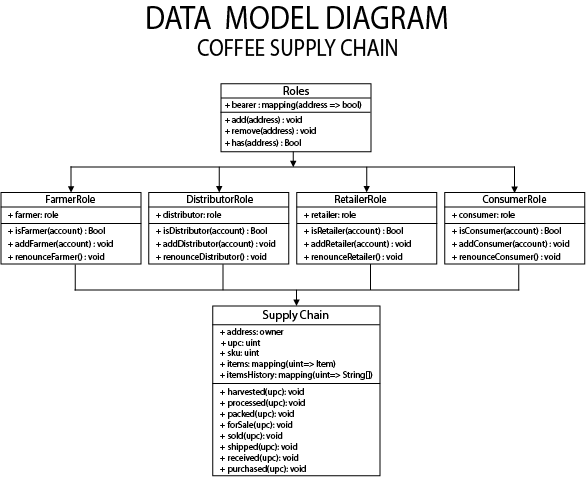 DATA MODEL DIAGRAM
COFFEE SUPPLY CHAIN
Roles
+ bearer : mapping(address => bool)
+ add(address) : void
+ remove(address) : void
+ has(address) : Bool
FarmerRole
+ farmer: role
+ isFarmer(account) : Bool
+ addFarmer(account) : void
+ renounceFarmer() : void
DistributorRole
+ distributor: role
+ isDistributor(account) : Bool
+ addDistributor(account) : void
+ renounceDistributor() : void
RetailerRole
+ retailer: role
+ isRetailer(account) : Bool
+ addRetailer(account) : void
+ renounceRetailer() : void
ConsumerRole
+ consumer: role
+ isConsumer(account) : Bool
+ addConsumer(account) : void
+ renounceConsumer() : void
Supply Chain
+ address: owner
+ upc: uint
+ sku: uint
+ items: mapping(uint=> Item)
+ itemsHistory: mapping(uint=> String[])
+ harvested(upc): void
+ processed(upc): void
+ packed(upc): void
+ forSale(upc): void
+ sold(upc): void
+ shipped(upc): void
+ received(upc): void
+ purchased(upc): void